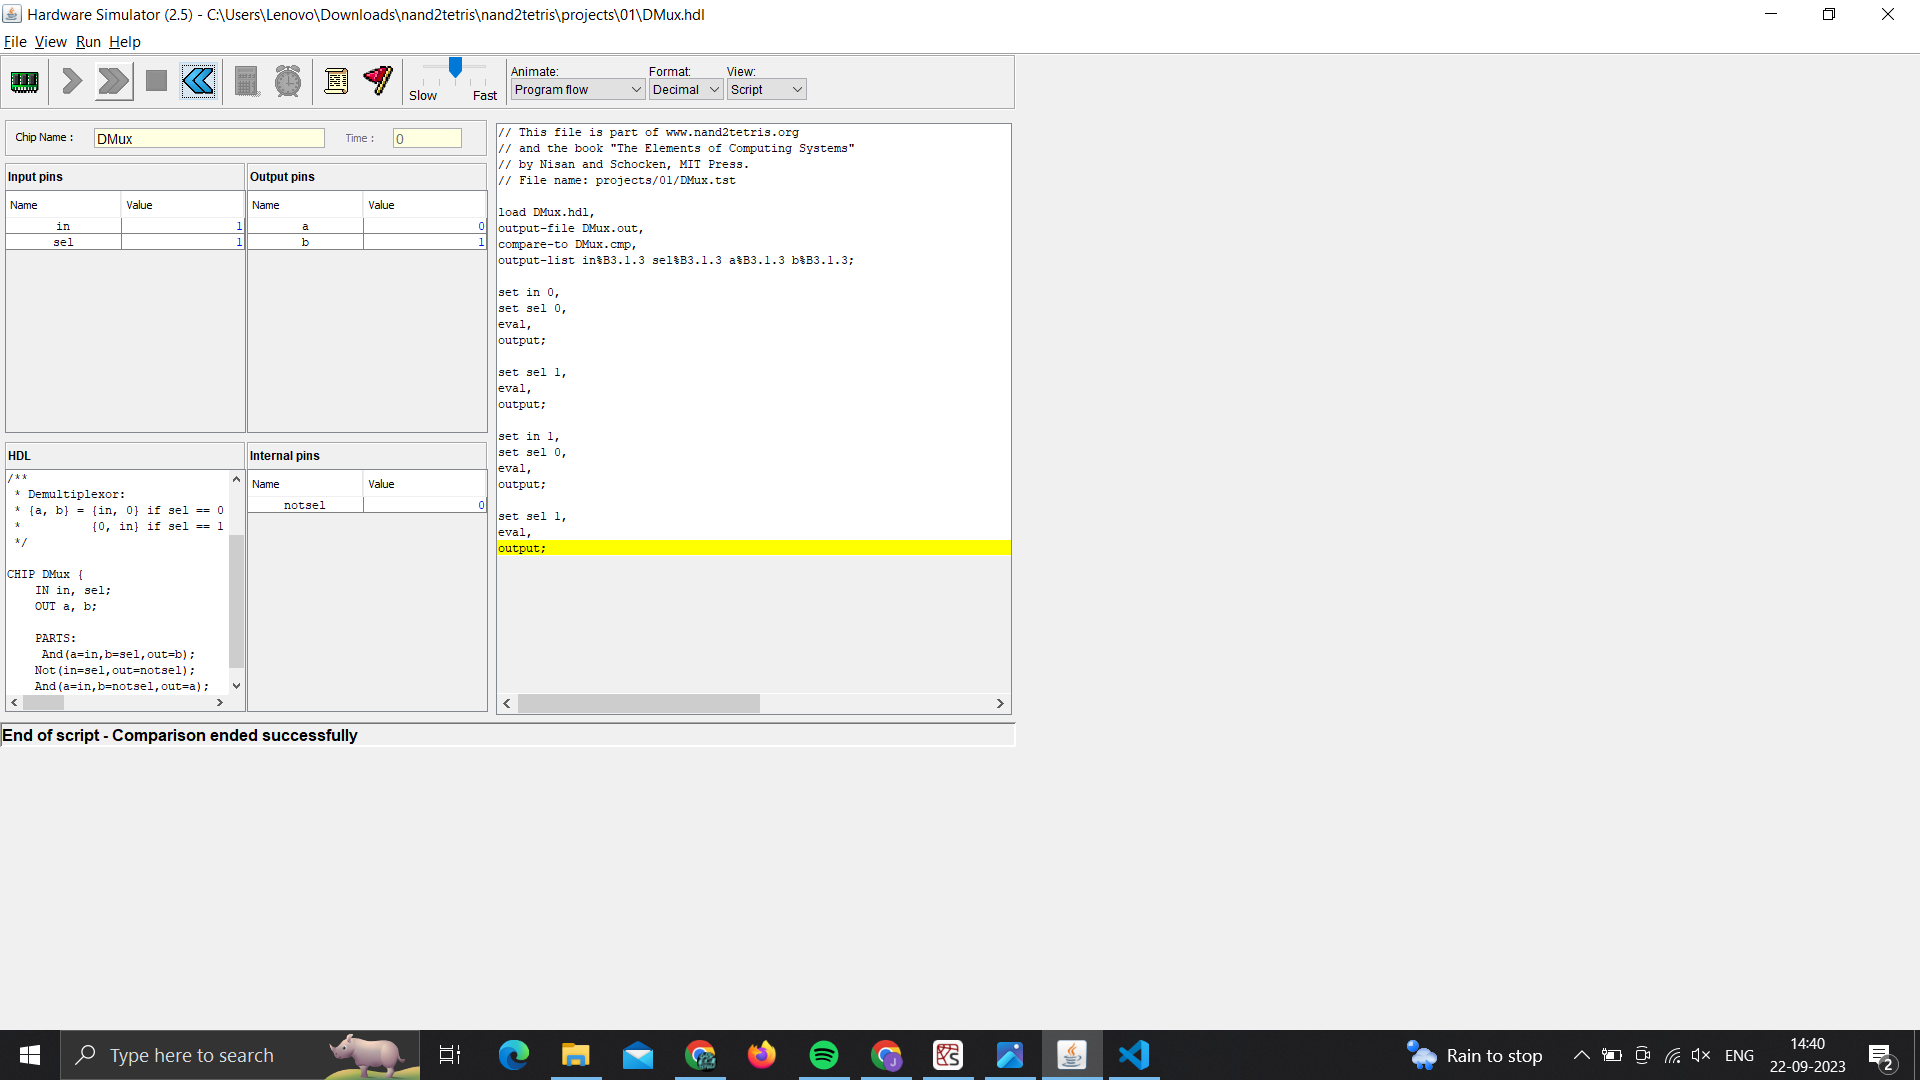 Hardware Simulator (2.5) - C:\Users\Lenovo\Downloads\nand2tetris\nand2tetris\projects\01\DMux.hdl
File View Run Help
Slow Fast
Animate: Format: View:
Program flow Decimal Script
Chip Name : DMux Time : 0
Input pins
Name Value
in 1
sel 1
Output pins
Name Value
a 0
b 1
HDL
/**
* Demultiplexor:
* {a, b} = {in, 0} if sel == 0
* {0, in} if sel == 1
*/
CHIP DMux {
IN in, sel;
OUT a, b;
PARTS:
And(a=in,b=sel,out=b);
Not(in=sel,out=notsel);
And(a=in,b=notsel,out=a);
Internal pins
Name Value
notsel 0
// This file is part of www.nand2tetris.org
// and the book "The Elements of Computing Systems"
// by Nisan and Schocken, MIT Press.
// File name: projects/01/DMux.tst
load DMux.hdl,
output-file DMux.out,
compare-to DMux.cmp,
output-list in%B3.1.3 sel%B3.1.3 a%B3.1.3 b%B3.1.3;
set in 0,
set sel 0,
eval,
output;
set sel 1,
eval,
output;
set in 1,
set sel 0,
eval,
output;
set sel 1,
eval,
output;
End of script - Comparison ended successfully
Type here to search
Rain to stop
ENG
14:40
22-09-2023
2